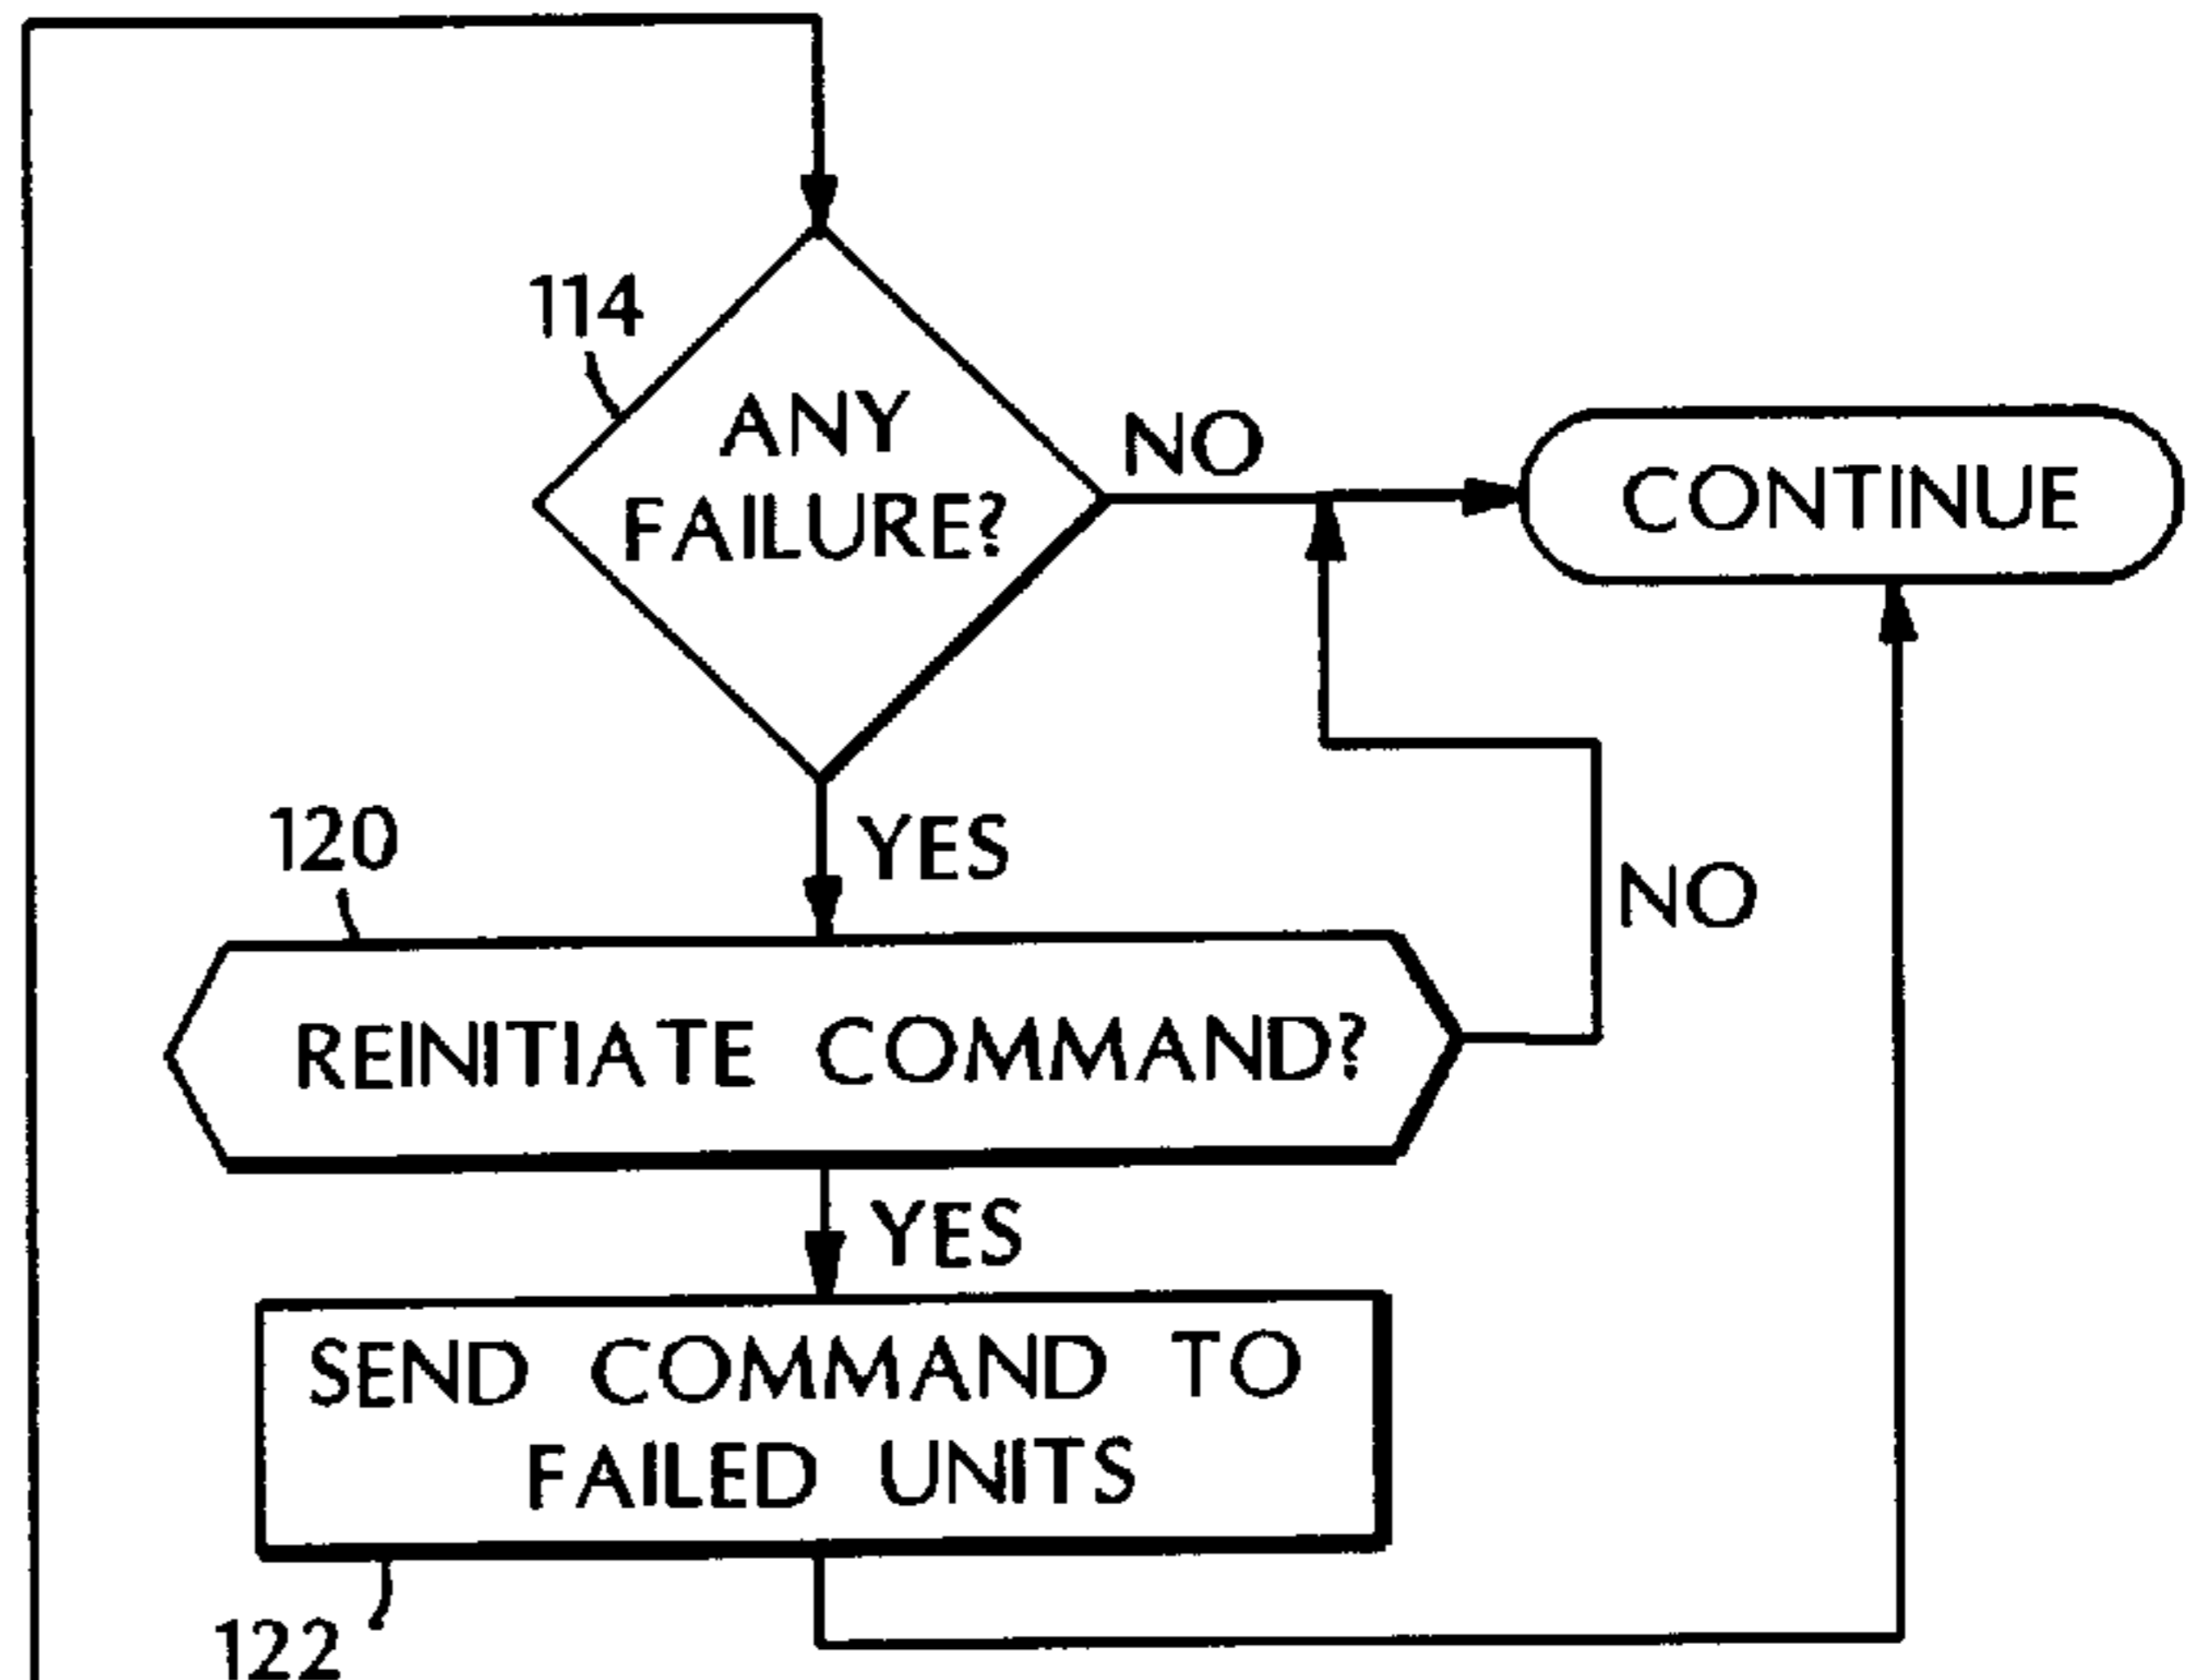 114
ANY
FAILURE?
NO
CONTINUE
YES
120
NO
REINITIATE COMMAND?
YES
SEND COMMAND TO
FAILED UNITS
122